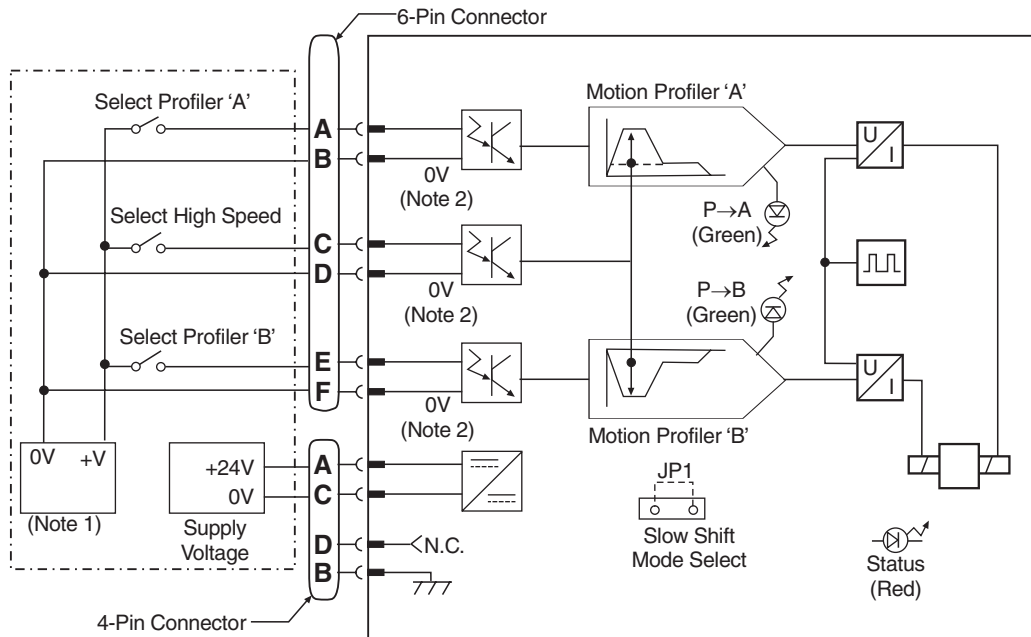 6-Pin Connector
Select Profiler 'A'
Motion Profiler 'A'
A
B
0V
(Note 2)
U
I
P→A
(Green)
Select High Speed
C
D
0V
(Note 2)
P→B
(Green)
Select Profiler 'B'
E
F
0V
(Note 2)
U
I
Motion Profiler 'B'
0V +V
(Note 1)
+24V
0V
Supply
Voltage
A
C
D
B
N.C.
JP1
Slow Shift
Mode Select
Status
(Red)
4-Pin Connector